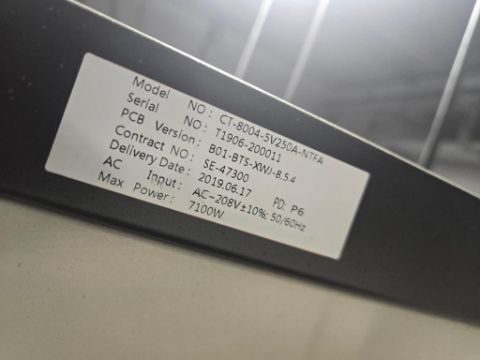 Model NO : CT-8004-5V250A-NTFA
Serial NO : T1906-200011
PCB Version: B01-BTS-XWJ-8.5.4
Contract NO : SE-47300
Delivery Date : 2019.06.17 PD: P6
AC Input : AC~208V±10%; 50/60Hz
Max Power: 7100W